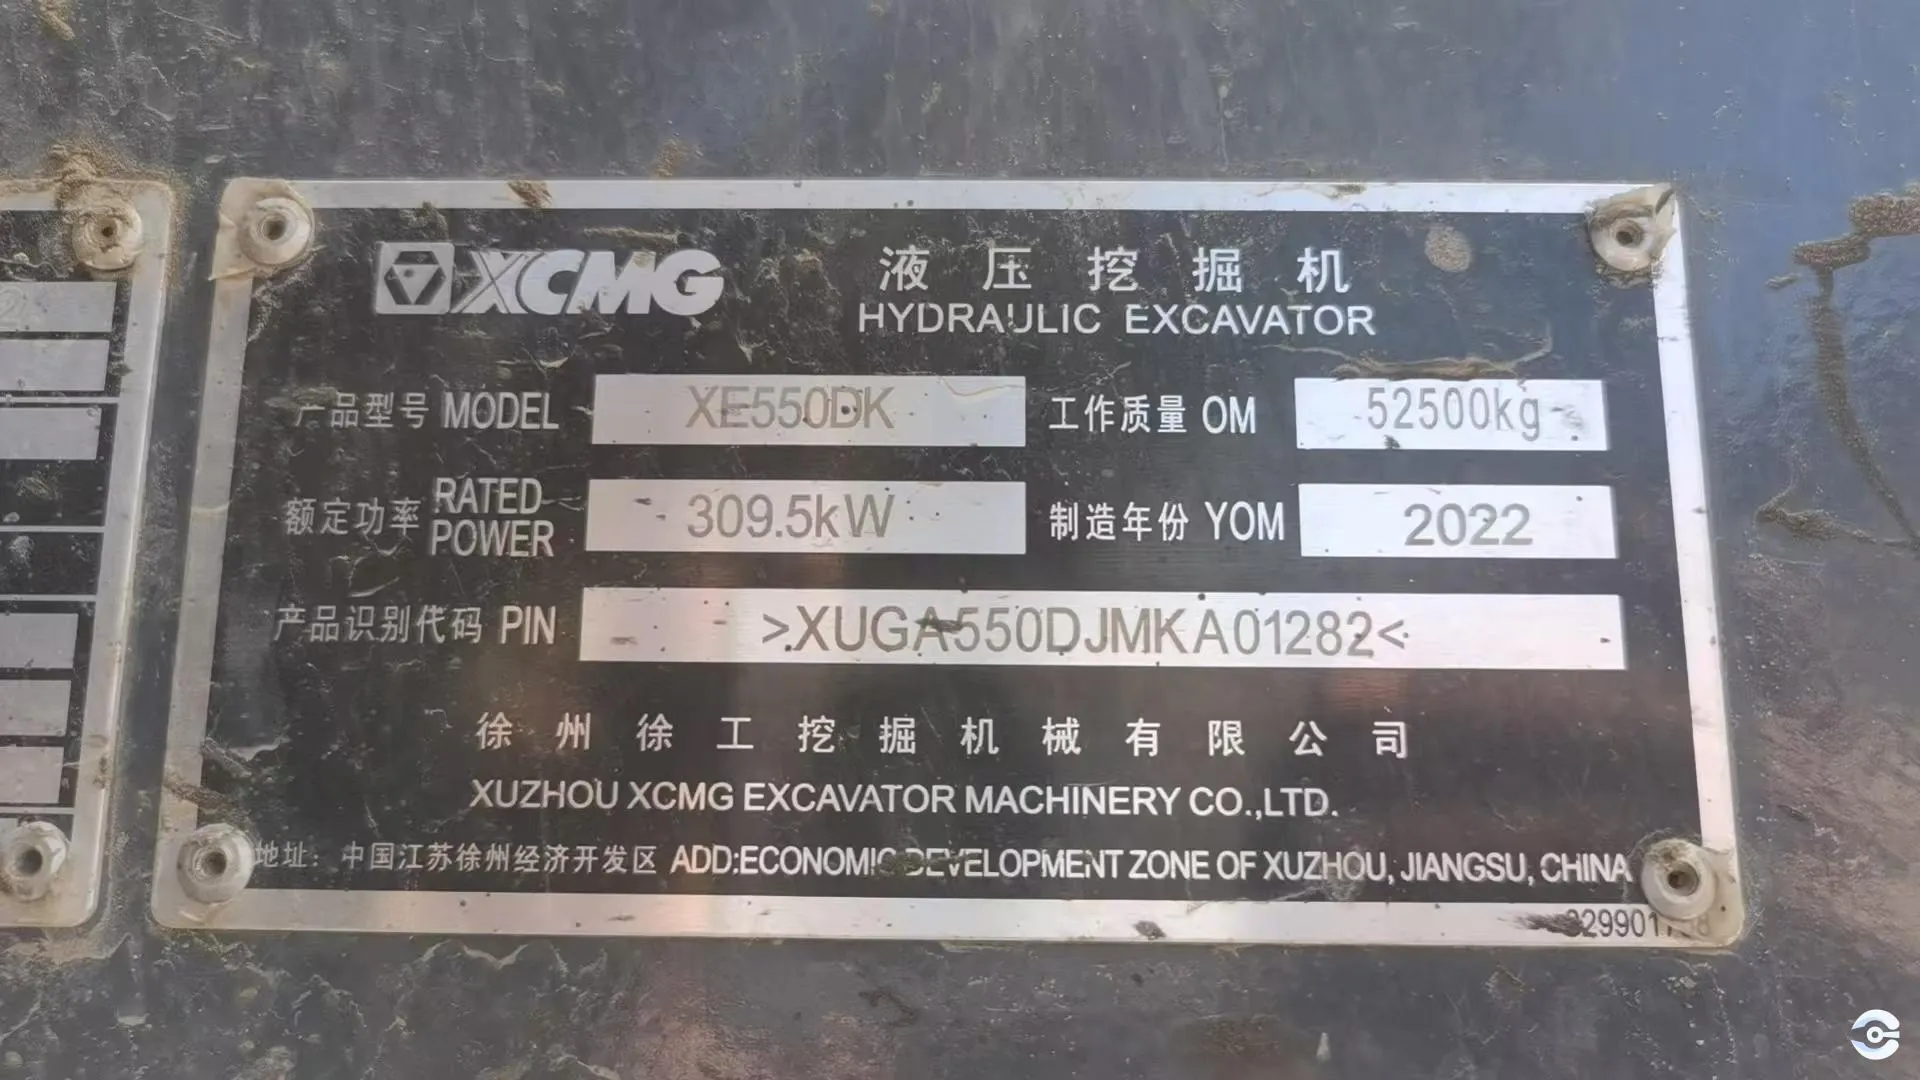 XCMG
液压挖掘机
HYDRAULIC EXCAVATOR
产品型号 MODEL XE550DK 工作质量 OM 52500kg
额定功率 RATED POWER 309.5kW 制造年份 YOM 2022
产品识别代码 PIN >XUGA550DJMKA01282<
徐州徐工挖掘机械有限公司
XUZHOU XCMG EXCAVATOR MACHINERY CO.,LTD.
地址：中国江苏徐州经济开发区 ADD:ECONOMIC DEVELOPMENT ZONE OF XUZHOU, JIANGSU, CHINA